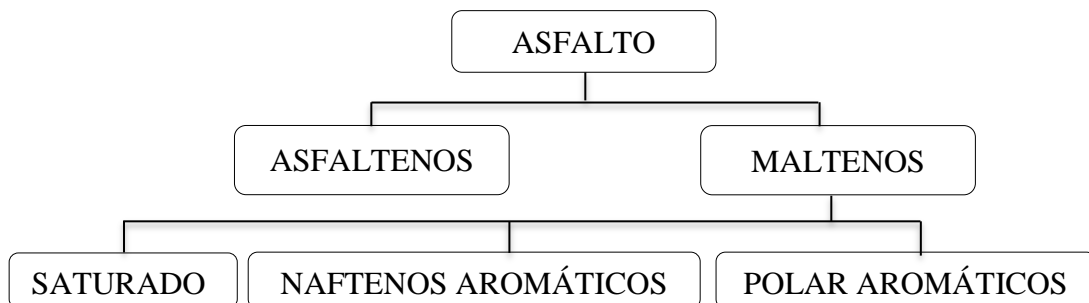 ASFALTO
ASFALTENOS
MALTENOS
SATURADO
NAFTENOS AROMÁTICOS
POLAR AROMÁTICOS